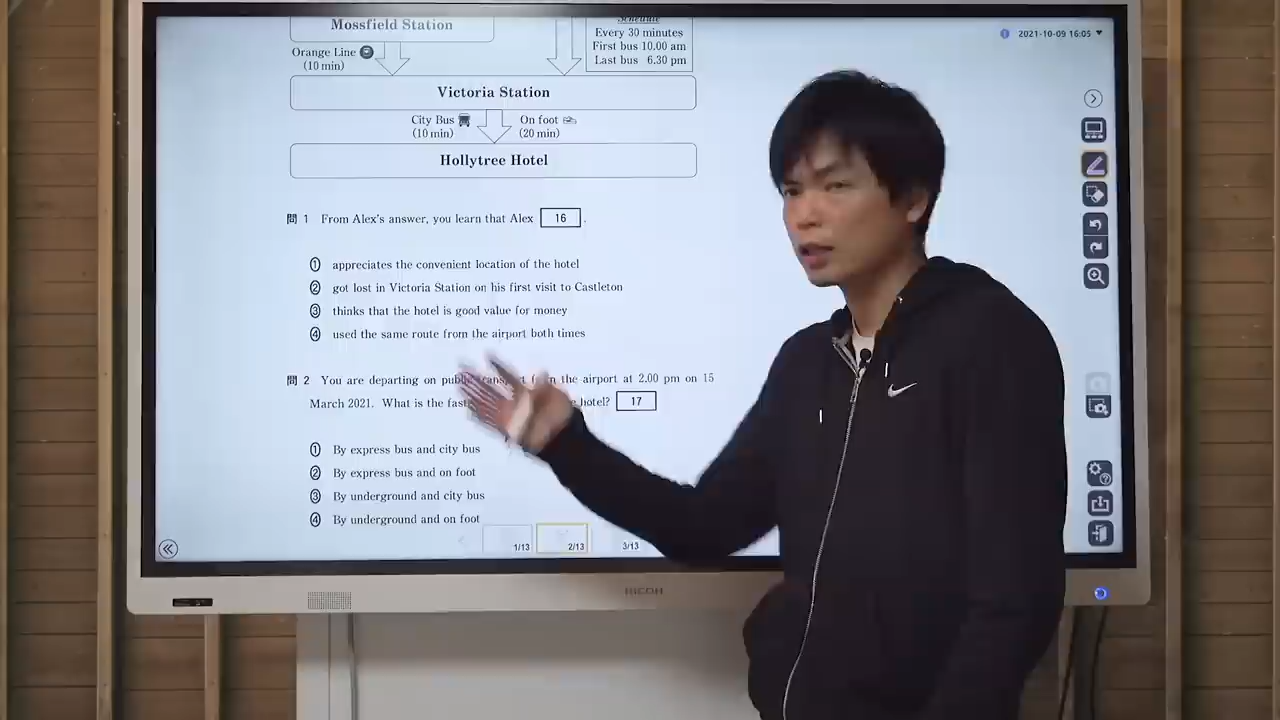 Mossfield Station
Schedule
Every 30 minutes
First bus 10.00 am
Last bus 6.30 pm
Orange Line
(10 min)
Victoria Station
City Bus
(10 min)
On foot
(20 min)
Hollytree Hotel
2021-10-09 16:05
問 1 From Alex's answer, you learn that Alex 16 .
① appreciates the convenient location of the hotel
② got lost in Victoria Station on his first visit to Castleton
③ thinks that the hotel is good value for money
④ used the same route from the airport both times
問 2 You are departing on public transport the airport at 2.00 pm on 15
March 2021. What is the hotel? 17
① By express bus and city bus
② By express bus and on foot
③ By underground and city bus
④ By underground and on foot
1/13 2/13 3/13
RICOH